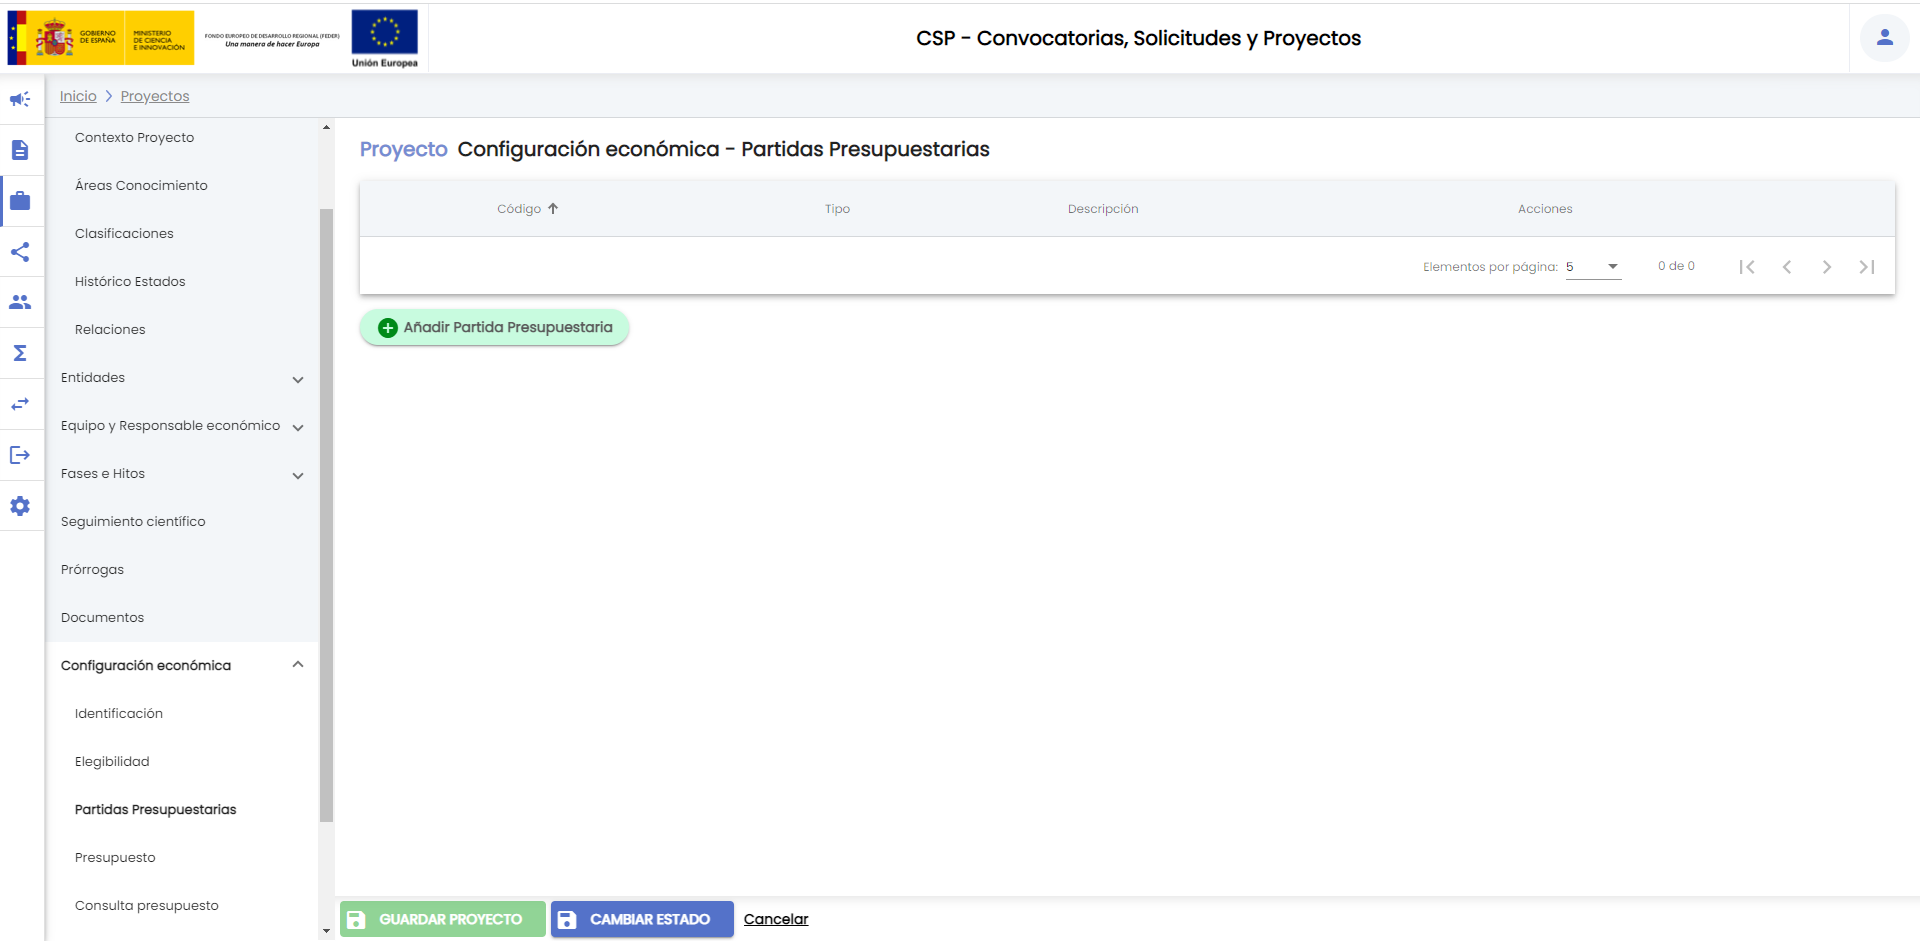 GOBIERNO
DE ESPAÑA
MINISTERIO
DE CIENCIA
E INNOVACIÓN
FONDO EUROPEO DE DESARROLLO REGIONAL (FEDER)
Una manera de hacer Europa
Unión Europea
CSP - Convocatorias, Solicitudes y Proyectos
Inicio
Proyectos
Contexto Proyecto
Áreas Conocimiento
Clasificaciones
Histórico Estados
Relaciones
Entidades
Equipo y Responsable económico
Fases e Hitos
Seguimiento científico
Prórrogas
Documentos
Configuración económica
Identificación
Elegibilidad
Partidas Presupuestarias
Presupuesto
Consulta presupuesto
Proyecto Configuración económica - Partidas Presupuestarias
Código Tipo Descripción Acciones
Elementos por página: 5 0 de 0
Añadir Partida Presupuestaria
GUARDAR PROYECTO CAMBIAR ESTADO Cancelar